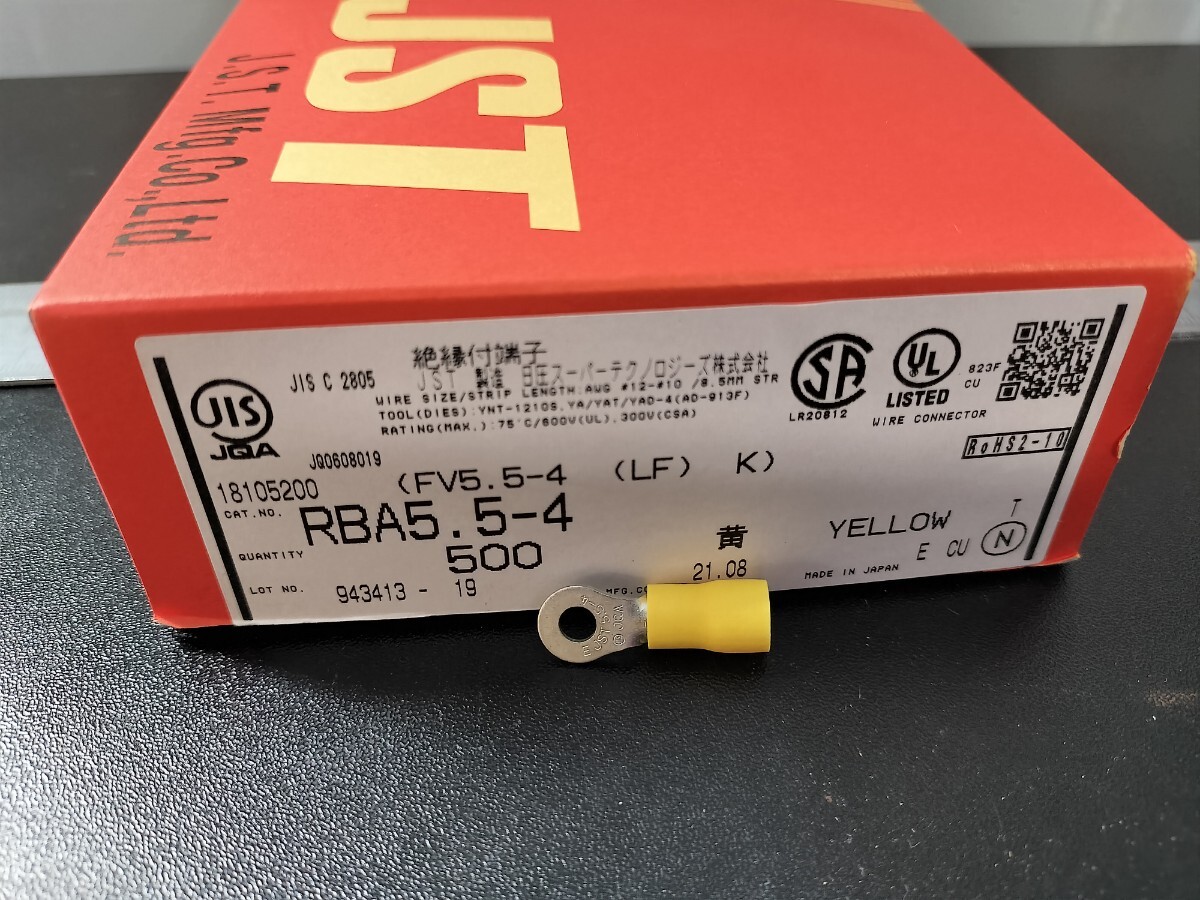 JST
J.S.T. Mfg.Co.,Ltd.
絶縁付端子
JIS C 2805
JST 製造 日圧スーパーテクノロジーズ株式会社
WIRE SIZE/STRIP LENGTH:AWG #12-#10 /8.5MM STR
TOOL(DIES):YNT-1210S,YA/YAT/YAD-4(AD-913F)
RATING(MAX.):75°C/600V(UL),300V(CSA)
JIS
JQA
JQ0608019
SA
LR20812
UL
LISTED
823F
CU
WIRE CONNECTOR
RoHS2-10
18105200
(FV5.5-4 (LF) K)
CAT.NO. RBA5.5-4
QUANTITY 500
黄 YELLOW
T
E CU N
LOT NO. 943413 - 19
21.08
MADE IN JAPAN